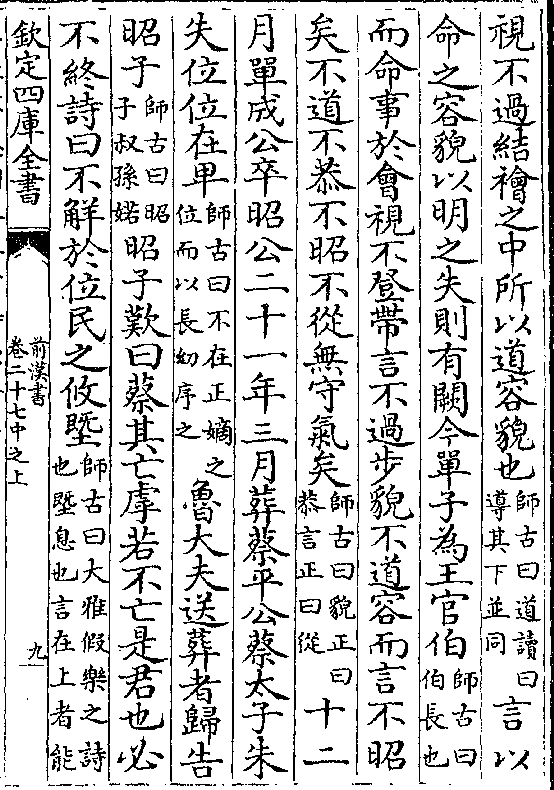 視不過結襘之中所以道容貌也師古曰道讀曰導其下並同言以
命之容貌以明之失則有闕今單子為王官伯師古曰伯長也
而命事於會視不登帶言不過步貌不道容而言不昭
矣不道不恭不昭不從無守氣矣師古曰貌正曰恭言正曰從十二
月單成公卒昭公二十一年三月葬蔡平公蔡太子朱
失位位在卑師古曰不在正嫡之位而以長幼序之魯大夫送葬者歸告
昭子師古曰昭子叔孫婼昭子歎曰蔡其亡虖若不亡是君也必
不終詩曰不解於位民之攸塈師古曰大雅假樂之詩也塈息也言在上者能
欽定四庫全書
前漢書
卷二十七中之上
九